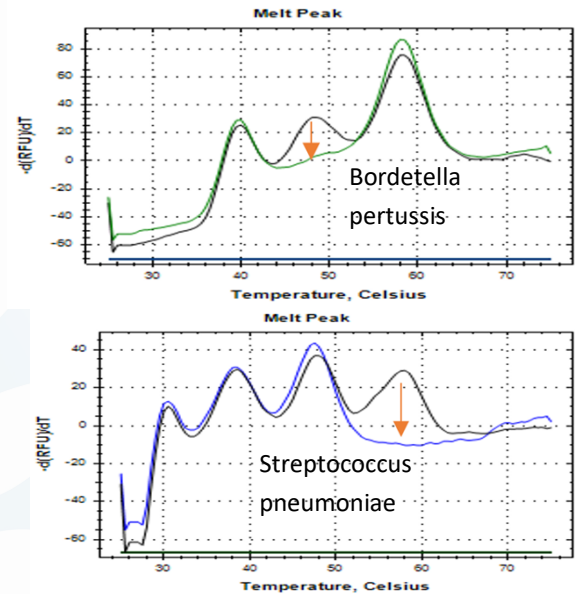 Melt Peak
80
60
40
20
0
-20
-40
-60
-d(RFU)/dT
Bordetella
pertussis
30 40 50 60 70
Temperature, Celsius
Melt Peak
40
20
0
-20
-40
-60
-d(RFU)/dT
Streptococcus
pneumoniae
30 40 50 60 70
Temperature, Celsius